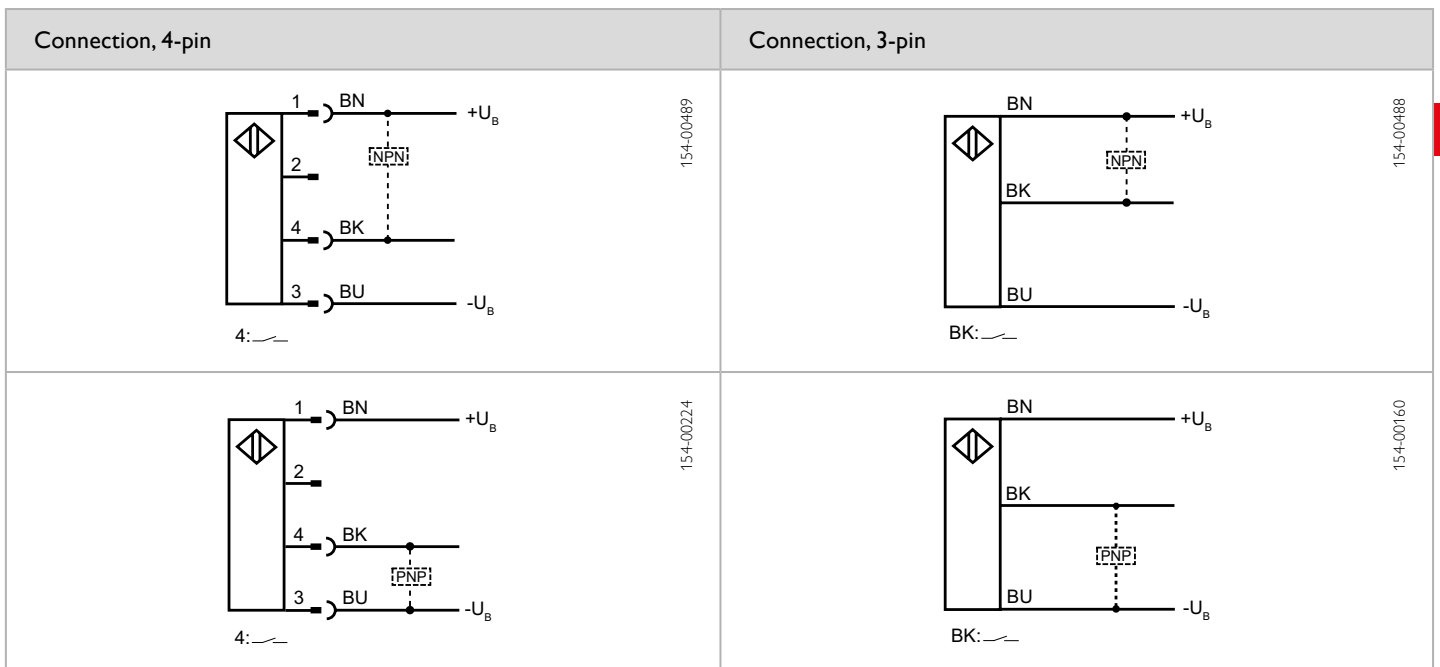 Connection, 4-pin
Connection, 3-pin
1 BN +U_B
NPN
2
4 BK
3 BU -U_B
4:
154-00489
BN +U_B
NPN
BK
BU -U_B
BK:
154-00488
1 BN +U_B
2
4 BK
PNP
3 BU -U_B
4:
154-00224
BN +U_B
BK
PNP
BU -U_B
BK:
154-00160